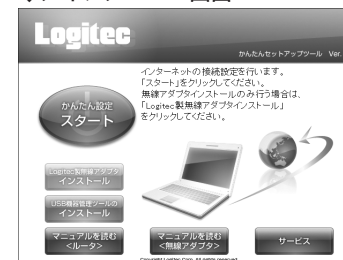 Logitec
かんたんセットアップツール Ver.
インターネットの接続設定を行います。
「スタート」をクリックしてください。
無線アダプタインストールのみ行う場合は、
「Logitec製無線アダプタインストール」
をクリックしてください。
かんたん設定
スタート
Logitec製無線アダプタ
インストール
USB機器管理ツールの
インストール
マニュアルを読む
<ルータ>
マニュアルを読む
<無線アダプタ>
サービス
Copyright Logitec Corp. All rights reserved.